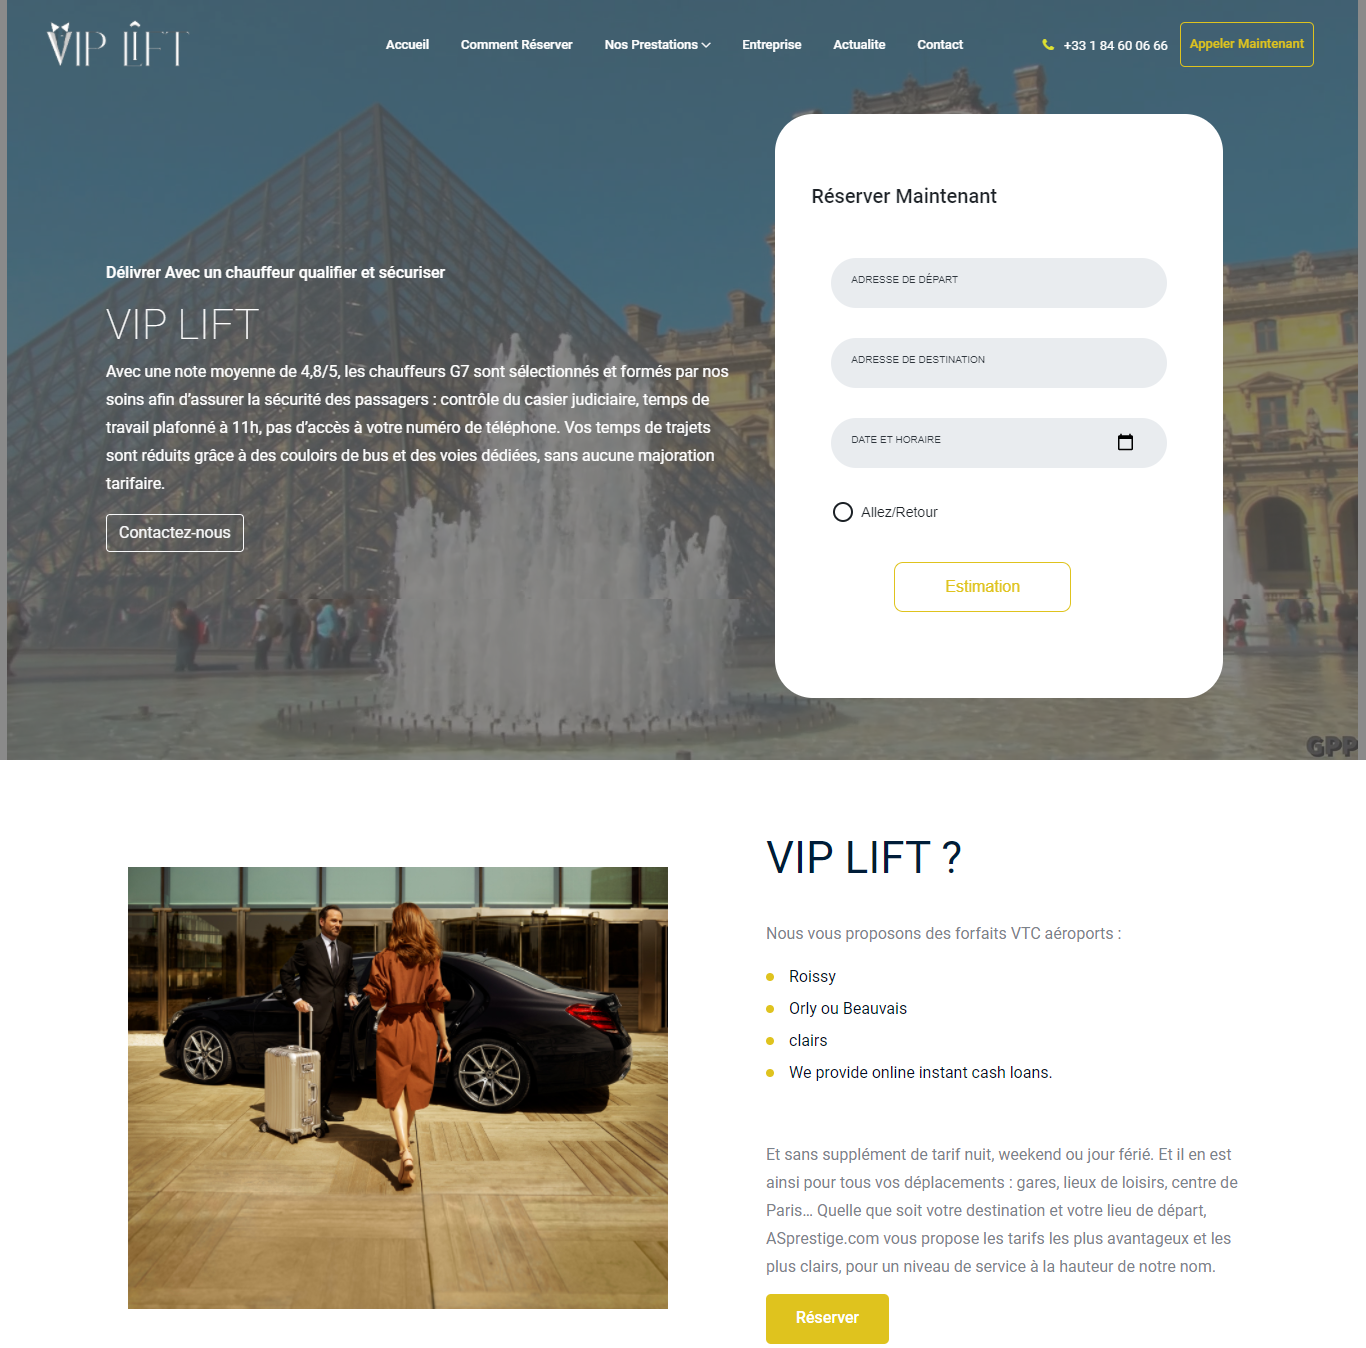 VIP LIFT
Accueil
Comment Réserver
Nos Prestations
Entreprise
Actualite
Contact
+33 1 84 60 06 66
Appeler Maintenant
Délivrer Avec un chauffeur qualifier et sécuriser
VIP LIFT
Avec une note moyenne de 4,8/5, les chauffeurs G7 sont sélectionnés et formés par nos
soins afin d’assurer la sécurité des passagers : contrôle du casier judiciaire, temps de
travail plafonné à 11h, pas d’accès à votre numéro de téléphone. Vos temps de trajets
sont réduits grâce à des couloirs de bus et des voies dédiées, sans aucune majoration
tarifaire.
Contactez-nous
Réserver Maintenant
ADRESSE DE DÉPART
ADRESSE DE DESTINATION
DATE ET HORAIRE
Allez/Retour
Estimation
GPP
VIP LIFT ?
Nous vous proposons des forfaits VTC aéroports :
Roissy
Orly ou Beauvais
clairs
We provide online instant cash loans.
Et sans supplément de tarif nuit, weekend ou jour férié. Et il en est
ainsi pour tous vos déplacements : gares, lieux de loisirs, centre de
Paris… Quelle que soit votre destination et votre lieu de départ,
ASprestige.com vous propose les tarifs les plus avantageux et les
plus clairs, pour un niveau de service à la hauteur de notre nom.
Réserver